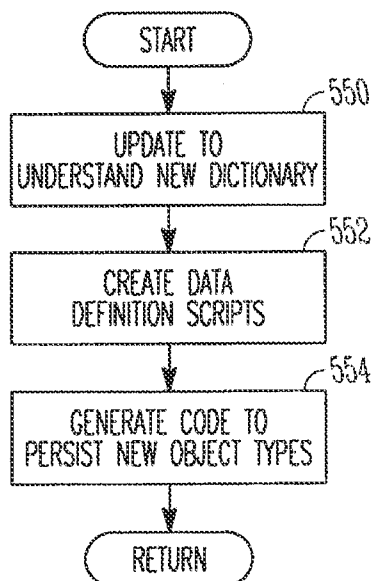 START
550
UPDATE TO
UNDERSTAND NEW DICTIONARY
552
CREATE DATA
DEFINITION SCRIPTS
554
GENERATE CODE TO
PERSIST NEW OBJECT TYPES
RETURN